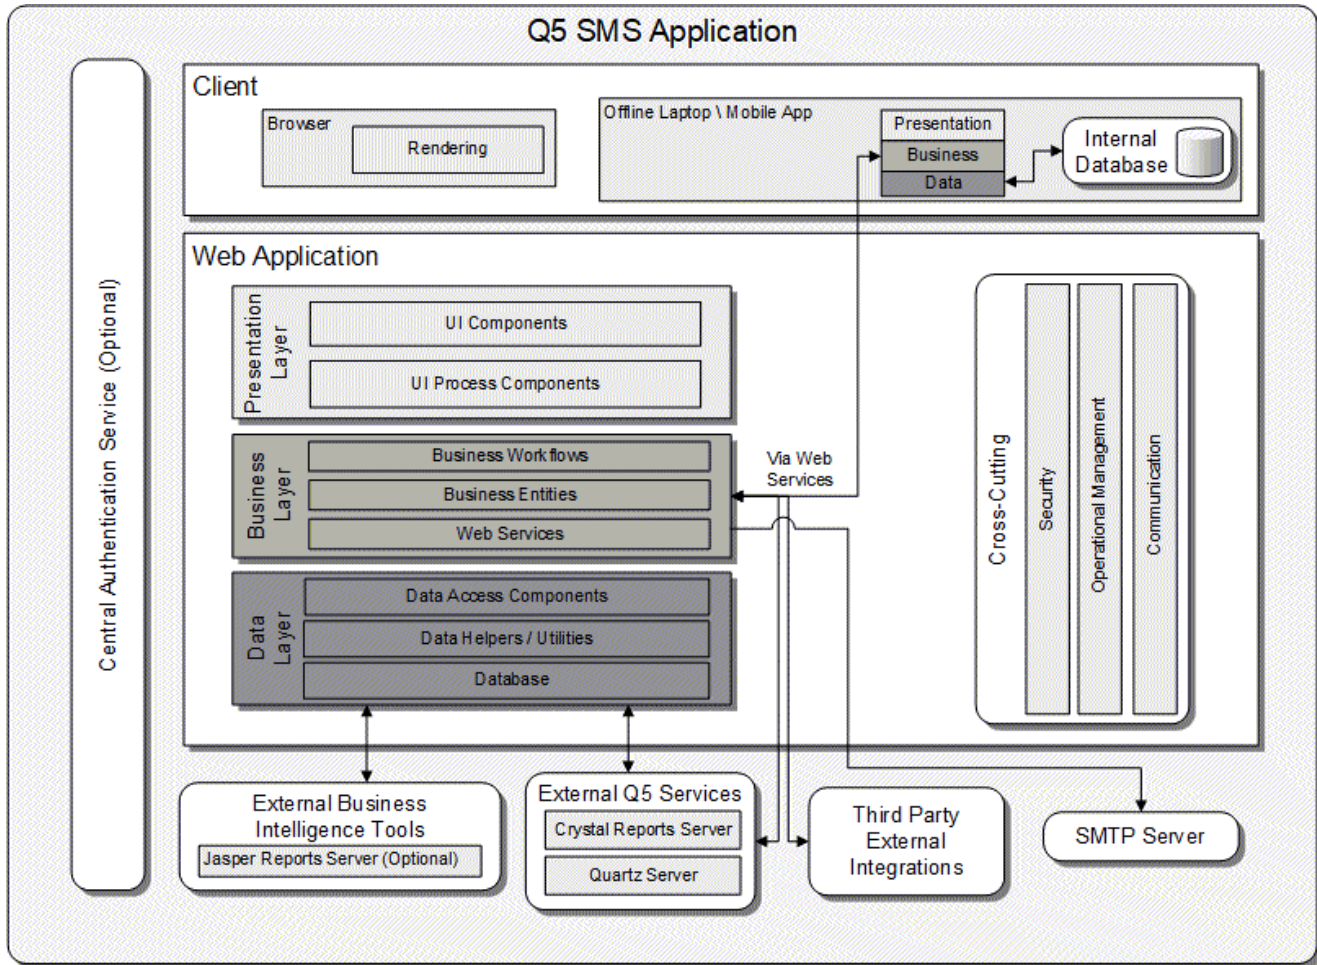 Q5 SMS Application
Central Authentication Service (Optional)
Client
Browser
Rendering
Offline Laptop \ Mobile App
Presentation
Business
Data
Internal
Database
Web Application
Presentation
Layer
UI Components
UI Process Components
Business
Layer
Business Workflows
Business Entities
Web Services
Via Web
Services
Data
Layer
Data Access Components
Data Helpers / Utilities
Database
Cross-Cutting
Security
Operational Management
Communication
External Business
Intelligence Tools
Jasper Reports Server (Optional)
External Q5 Services
Crystal Reports Server
Quartz Server
Third Party
External
Integrations
SMTP Server